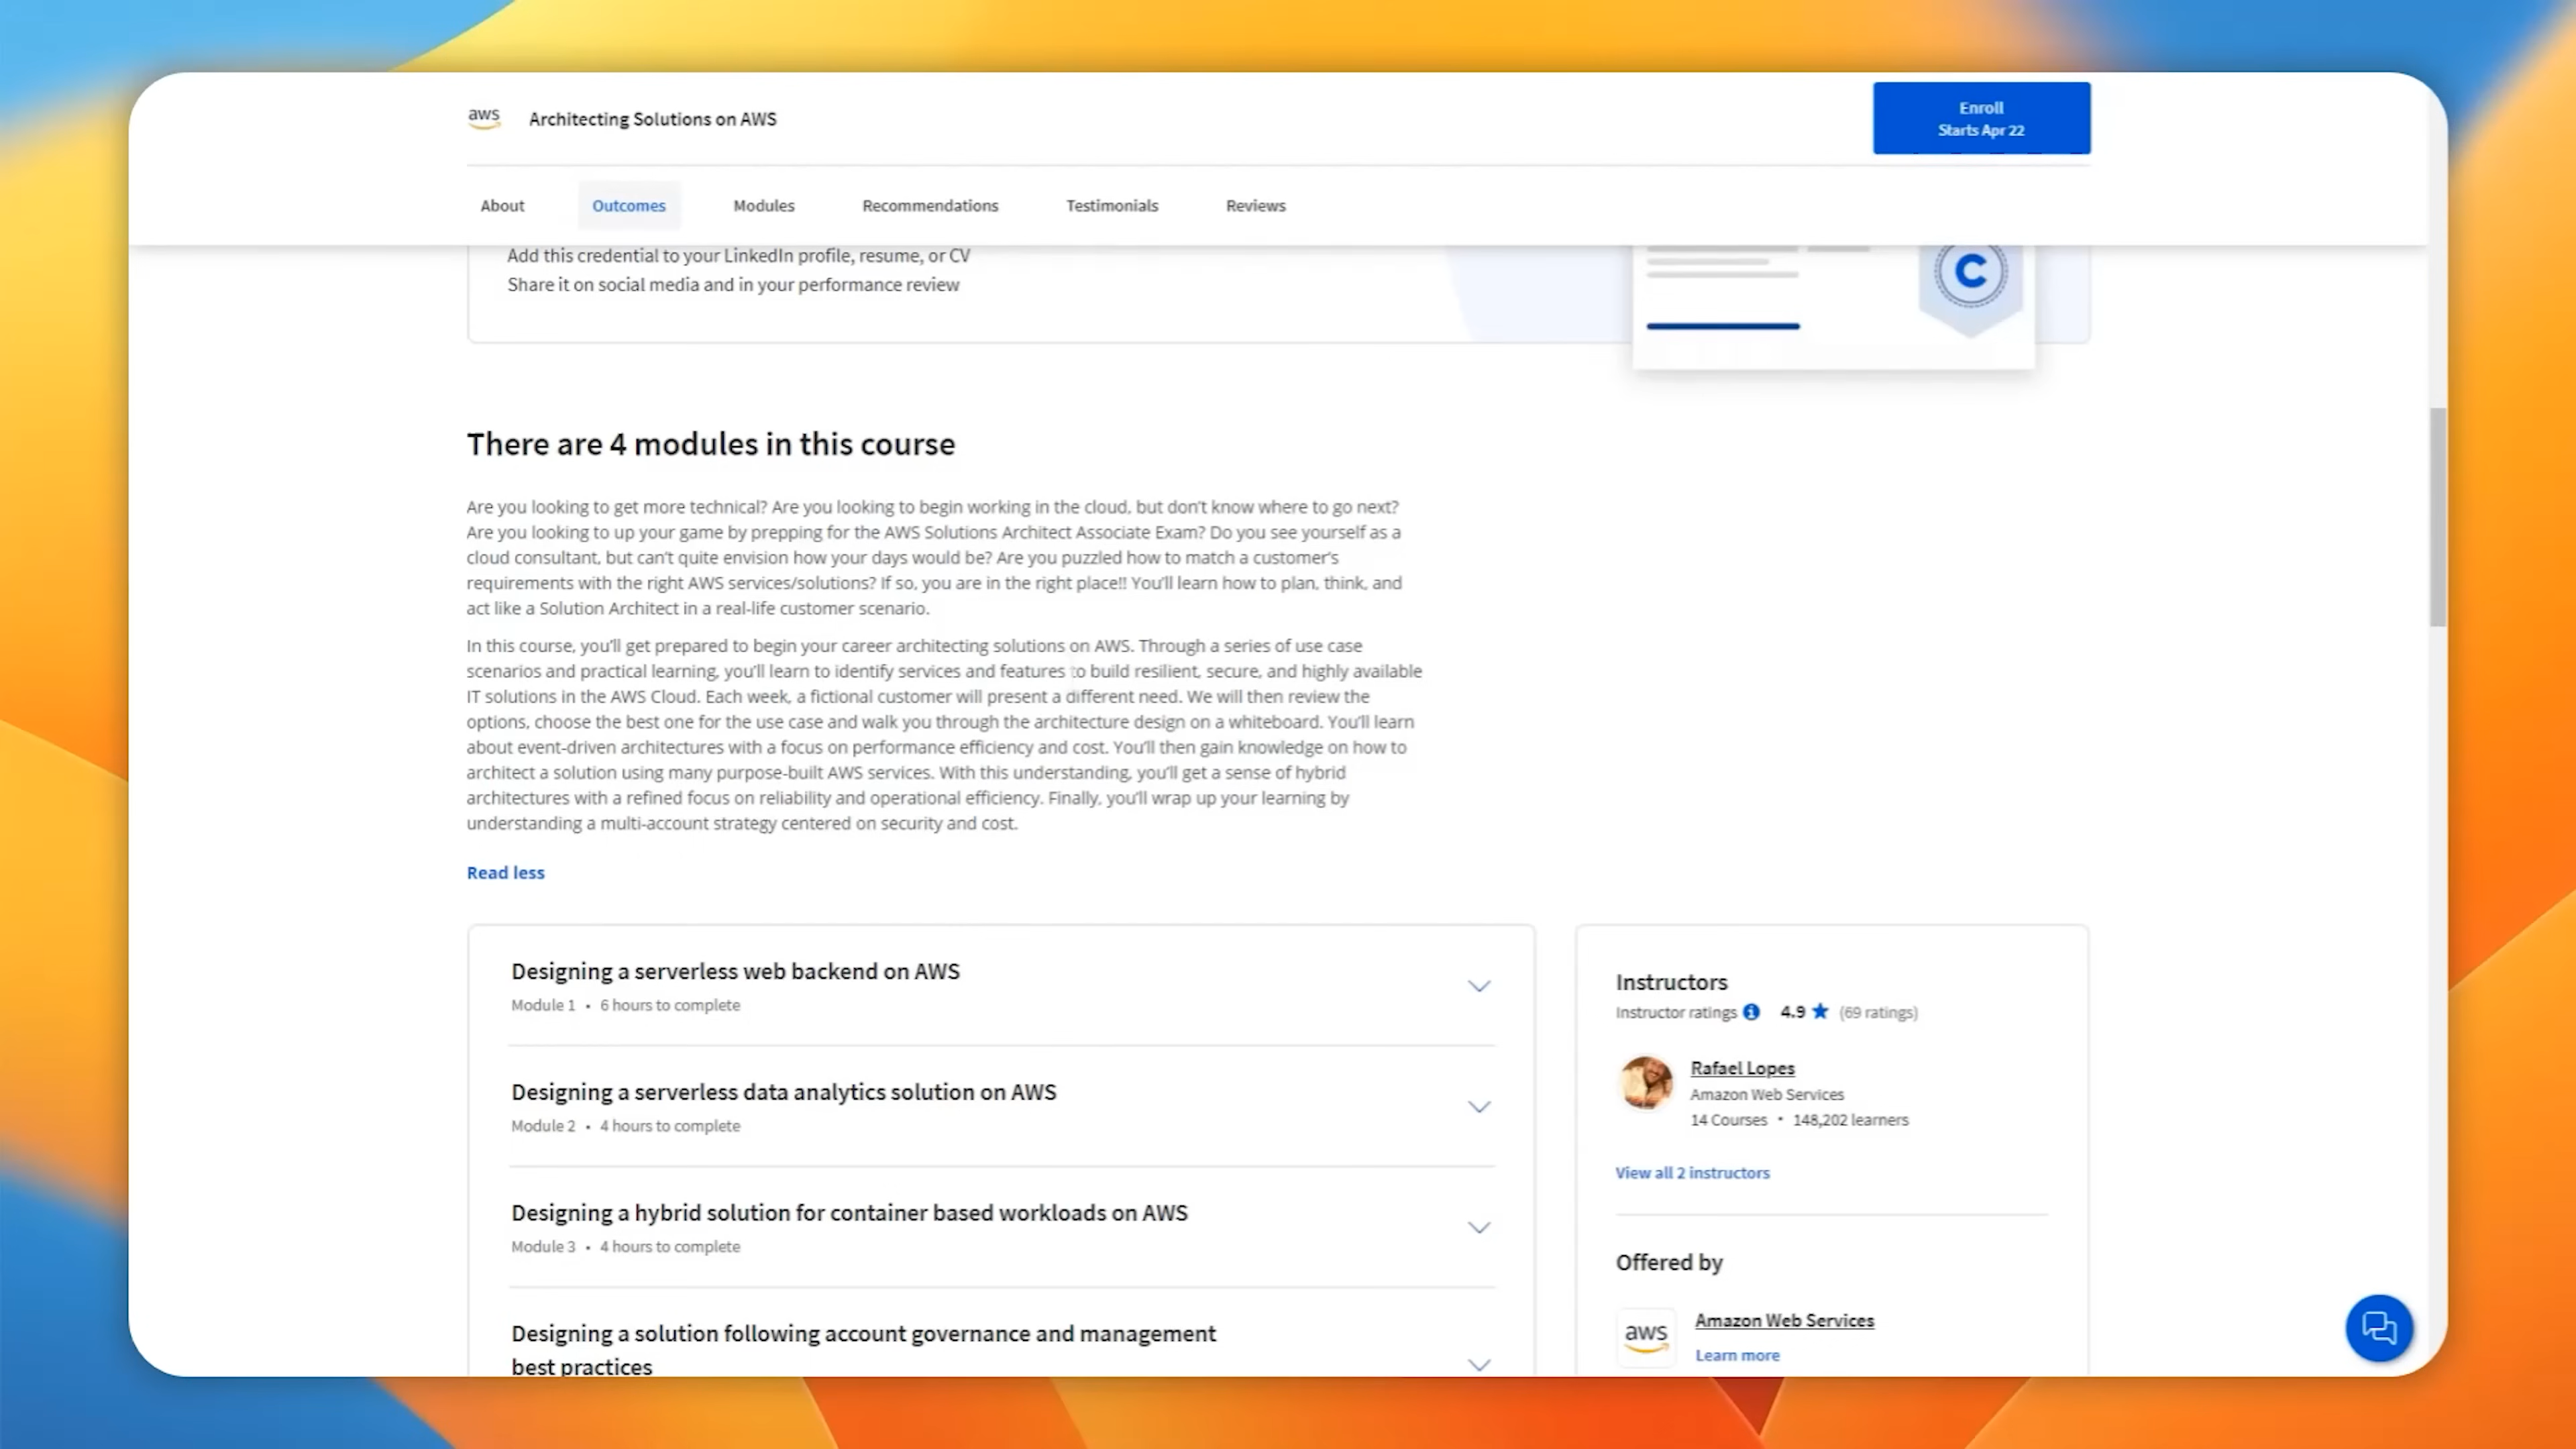 aws
Architecting Solutions on AWS
Enroll
Starts Apr 22
About
Outcomes
Modules
Recommendations
Testimonials
Reviews
Add this credential to your LinkedIn profile, resume, or CV
Share it on social media and in your performance review
C
There are 4 modules in this course
Are you looking to get more technical? Are you looking to begin working in the cloud, but don't know where to go next?
Are you looking to up your game by prepping for the AWS Solutions Architect Associate Exam? Do you see yourself as a
cloud consultant, but can't quite envision how your days would be? Are you puzzled how to match a customer's
requirements with the right AWS services/solutions? If so, you are in the right place!! You'll learn how to plan, think, and
act like a Solution Architect in a real-life customer scenario.
In this course, you'll get prepared to begin your career architecting solutions on AWS. Through a series of use case
scenarios and practical learning, you'll learn to identify services and features to build resilient, secure, and highly available
IT solutions in the AWS Cloud. Each week, a fictional customer will present a different need. We will then review the
options, choose the best one for the use case and walk you through the architecture design on a whiteboard. You'll learn
about event-driven architectures with a focus on performance efficiency and cost. You'll then gain knowledge on how to
architect a solution using many purpose-built AWS services. With this understanding, you'll get a sense of hybrid
architectures with a refined focus on reliability and operational efficiency. Finally, you'll wrap up your learning by
understanding a multi-account strategy centered on security and cost.
Read less
Designing a serverless web backend on AWS
Module 1 • 6 hours to complete
Designing a serverless data analytics solution on AWS
Module 2 • 4 hours to complete
Designing a hybrid solution for container based workloads on AWS
Module 3 • 4 hours to complete
Designing a solution following account governance and management
best practices
Instructors
Instructor ratings 4.9 ★ (69 ratings)
Rafael Lopes
Amazon Web Services
14 Courses • 148,202 learners
View all 2 instructors
Offered by
aws
Amazon Web Services
Learn more